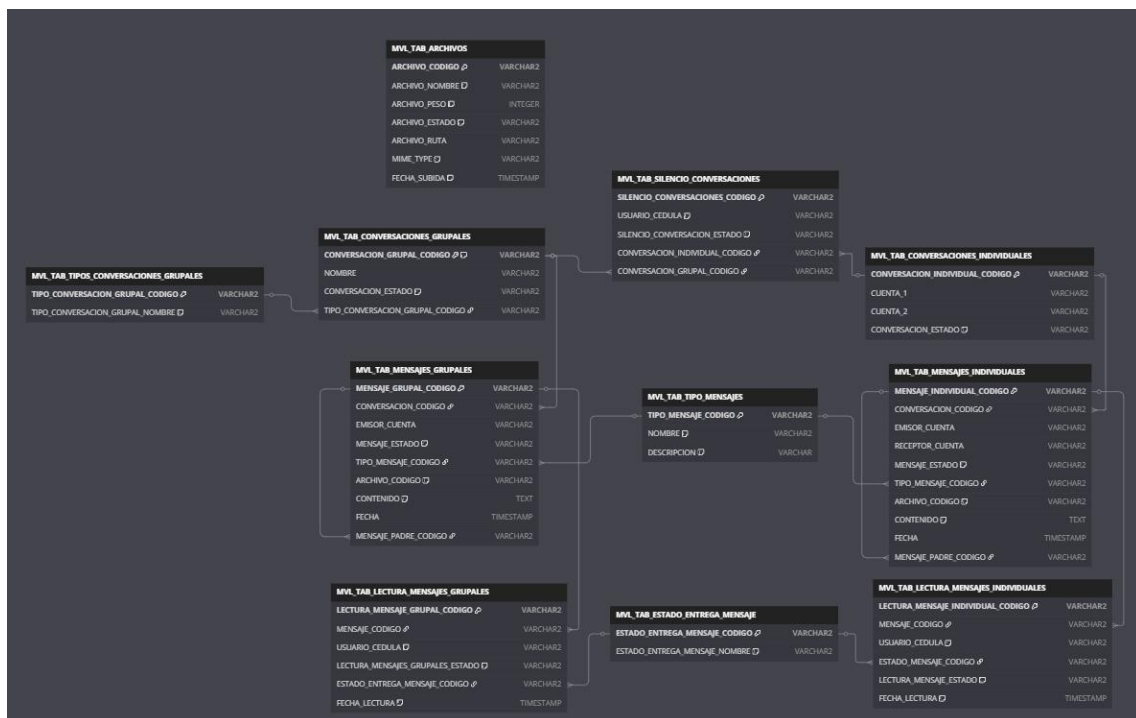 MVL_TAB_ARCHIVOS
ARCHIVO_CODIGO VARCHAR2
ARCHIVO_NOMBRE VARCHAR2
ARCHIVO_PESO INTEGER
ARCHIVO_ESTADO VARCHAR2
ARCHIVO_RUTA VARCHAR2
MIME_TYPE VARCHAR2
FECHA_SUBIDA TIMESTAMP
MVL_TAB_SILENCIO_CONVERSACIONES
SILENCIO_CONVERSACIONES_CODIGO VARCHAR2
USUARIO_CEDULA VARCHAR2
SILENCIO_CONVERSACION_ESTADO VARCHAR2
CONVERSACION_INDIVIDUAL_CODIGO VARCHAR2
CONVERSACION_GRUPAL_CODIGO VARCHAR2
MVL_TAB_CONVERSACIONES_GRUPALES
CONVERSACION_GRUPAL_CODIGO VARCHAR2
NOMBRE VARCHAR2
CONVERSACION_ESTADO VARCHAR2
TIPO_CONVERSACION_GRUPAL_CODIGO VARCHAR2
MVL_TAB_CONVERSACIONES_INDIVIDUALES
CONVERSACION_INDIVIDUAL_CODIGO VARCHAR2
CUENTA_1 VARCHAR2
CUENTA_2 VARCHAR2
CONVERSACION_ESTADO VARCHAR2
MVL_TAB_TIPOS_CONVERSACIONES_GRUPALES
TIPO_CONVERSACION_GRUPAL_CODIGO VARCHAR2
TIPO_CONVERSACION_GRUPAL_NOMBRE VARCHAR2
MVL_TAB_MENSAJES_GRUPALES
MENSAJE_GRUPAL_CODIGO VARCHAR2
CONVERSACION_CODIGO VARCHAR2
EMISOR_CUENTA VARCHAR2
MENSAJE_ESTADO VARCHAR2
TIPO_MENSAJE_CODIGO VARCHAR2
ARCHIVO_CODIGO VARCHAR2
CONTENIDO TEXT
FECHA TIMESTAMP
MENSAJE_PADRE_CODIGO VARCHAR2
MVL_TAB_TIPO_MENSAJES
TIPO_MENSAJE_CODIGO VARCHAR2
NOMBRE VARCHAR2
DESCRIPCION VARCHAR
MVL_TAB_MENSAJES_INDIVIDUALES
MENSAJE_INDIVIDUAL_CODIGO VARCHAR2
CONVERSACION_CODIGO VARCHAR2
EMISOR_CUENTA VARCHAR2
RECEPTOR_CUENTA VARCHAR2
MENSAJE_ESTADO VARCHAR2
TIPO_MENSAJE_CODIGO VARCHAR2
ARCHIVO_CODIGO VARCHAR2
CONTENIDO TEXT
FECHA TIMESTAMP
MENSAJE_PADRE_CODIGO VARCHAR2
MVL_TAB_LECTURA_MENSAJES_GRUPALES
LECTURA_MENSAJE_GRUPAL_CODIGO VARCHAR2
MENSAJE_CODIGO VARCHAR2
USUARIO_CEDULA VARCHAR2
LECTURA_MENSAJES_GRUPALES_ESTADO VARCHAR2
ESTADO_ENTREGA_MENSAJE_CODIGO VARCHAR2
FECHA_LECTURA TIMESTAMP
MVL_TAB_ESTADO_ENTREGA_MENSAJE
ESTADO_ENTREGA_MENSAJE_CODIGO VARCHAR2
ESTADO_ENTREGA_MENSAJE_NOMBRE VARCHAR2
MVL_TAB_LECTURA_MENSAJES_INDIVIDUALES
LECTURA_MENSAJE_INDIVIDUAL_CODIGO VARCHAR2
MENSAJE_CODIGO VARCHAR2
USUARIO_CEDULA VARCHAR2
ESTADO_MENSAJE_CODIGO VARCHAR2
LECTURA_MENSAJE_ESTADO VARCHAR2
FECHA_LECTURA TIMESTAMP